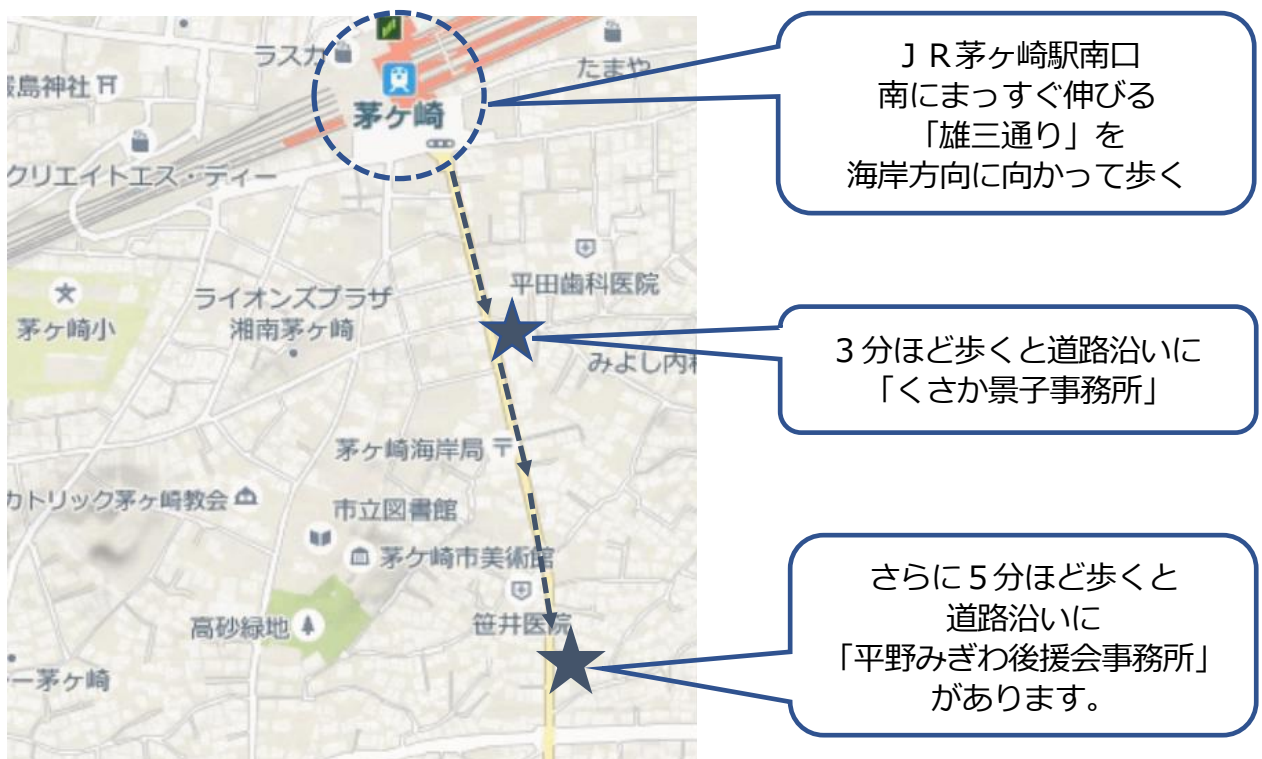 ＪＲ茅ヶ崎駅南口
南にまっすぐ伸びる
「雄三通り」を
海岸方向に向かって歩く
３分ほど歩くと道路沿いに
「くさか景子事務所」
さらに５分ほど歩くと
道路沿いに
「平野みぎわ後援会事務所」
があります。
ラスカ
たまや
島神社
茅ケ崎
クリエイトエス・ディー
平田歯科医院
茅ヶ崎小
ライオンズプラザ
湘南茅ヶ崎
みよし内科
茅ヶ崎海岸局
カトリック茅ヶ崎教会
市立図書館
茅ケ崎市美術館
高砂緑地
笹井医院
ー茅ヶ崎